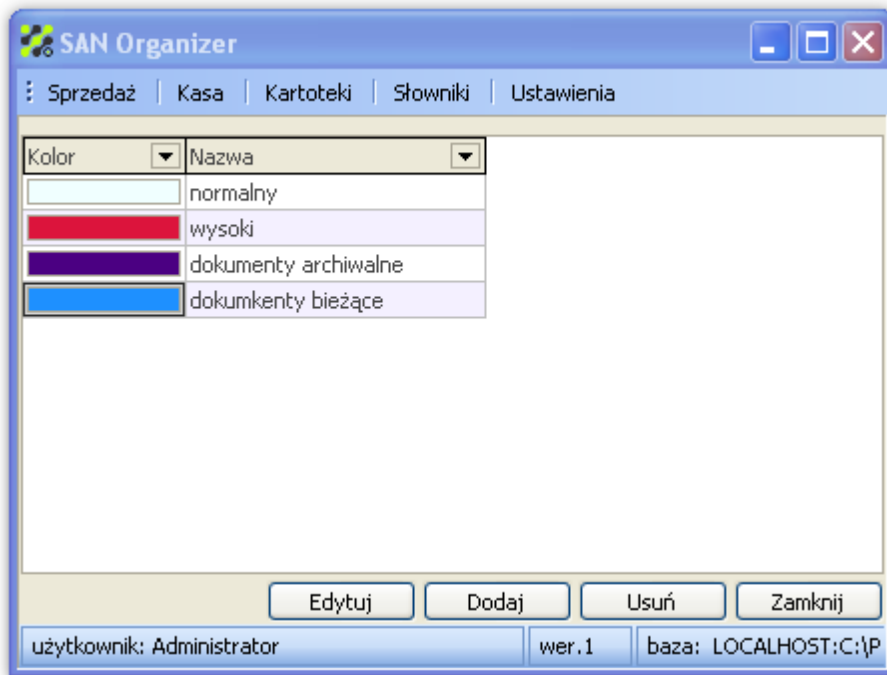 SAN Organizer
Sprzedaż Kasa Kartoteki Słowniki Ustawienia
Kolor Nazwa
normalny
wysoki
dokumenty archiwalne
dokumkenty bieżące
Edytuj Dodaj Usuń Zamknij
użytkownik: Administrator wer.1 baza: LOCALHOST:C:\P